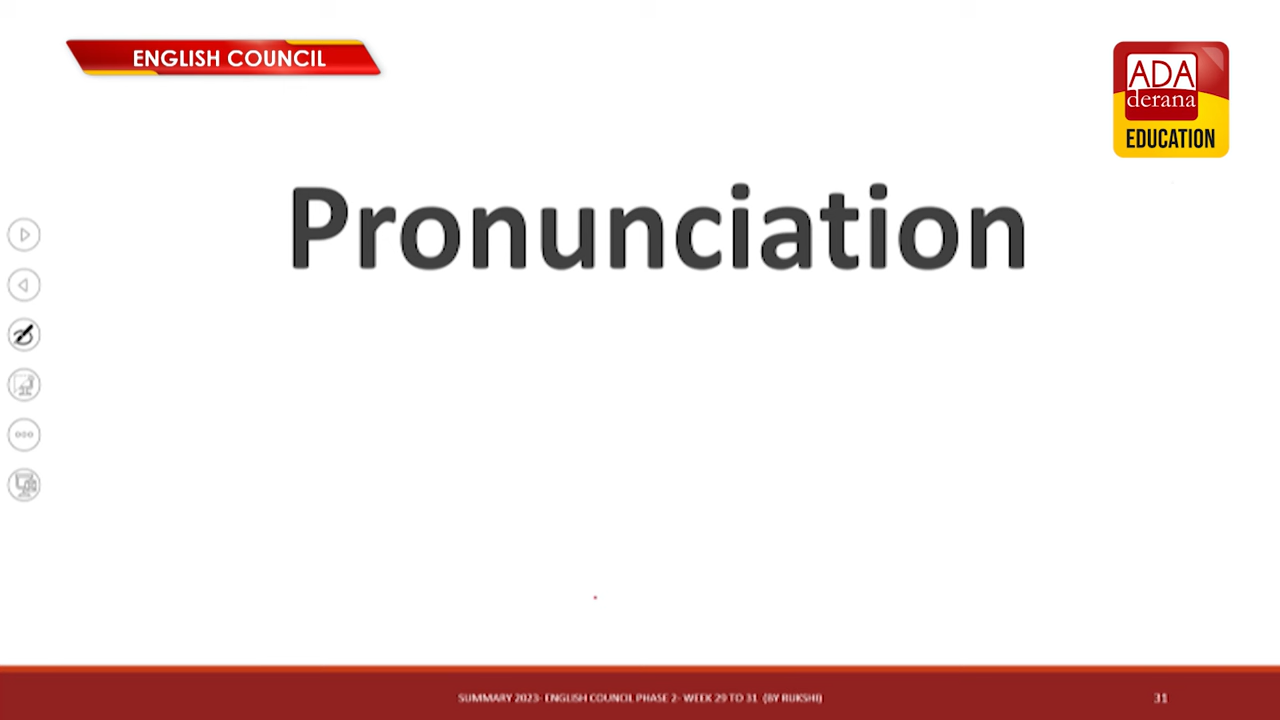 ENGLISH COUNCIL
ADA
derana
EDUCATION
Pronunciation
SUMMARY 2023- ENGLISH COUNCIL PHASE 2- WEEK 29 TO 31 (BY RUKSHI)
31